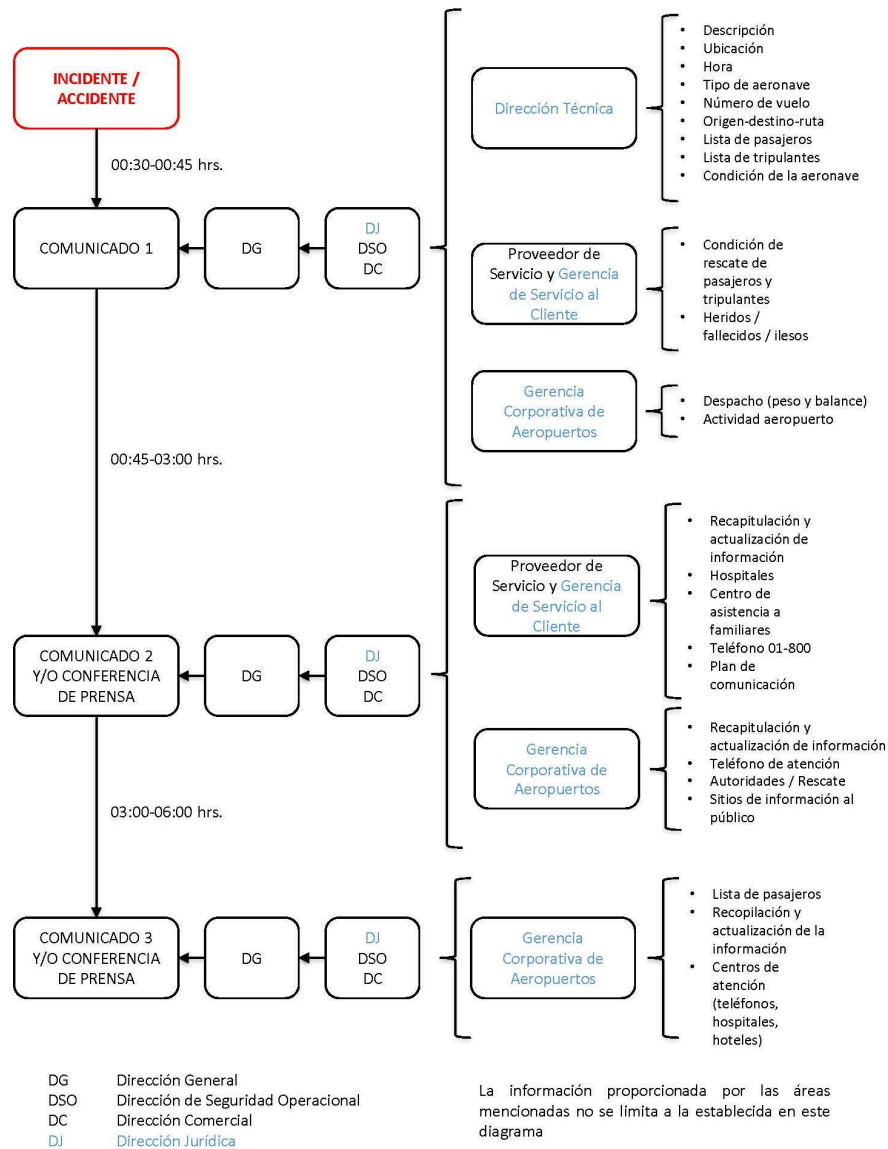 INCIDENTE /
ACCIDENTE
00:30-00:45 hrs.
COMUNICADO 1
DG
DJ
DSO
DC
Dirección Técnica
• Descripción
• Ubicación
• Hora
• Tipo de aeronave
• Número de vuelo
• Origen-destino-ruta
• Lista de pasajeros
• Lista de tripulantes
• Condición de la aeronave
Proveedor de
Servicio y Gerencia
de Servicio al
Cliente
• Condición de
rescate de
pasajeros y
tripulantes
• Heridos /
fallecidos / ilesos
Gerencia
Corporativa de
Aeropuertos
• Despacho (peso y balance)
• Actividad aeropuerto
00:45-03:00 hrs.
COMUNICADO 2
Y/O CONFERENCIA
DE PRENSA
DG
DJ
DSO
DC
Proveedor de
Servicio y Gerencia
de Servicio al
Cliente
• Recapitulación y
actualización de
información
• Hospitales
• Centro de
asistencia a
familiares
• Teléfono 01-800
• Plan de
comunicación
Gerencia
Corporativa de
Aeropuertos
• Recapitulación y
actualización de información
• Teléfono de atención
• Autoridades / Rescate
• Sitios de información al
público
03:00-06:00 hrs.
COMUNICADO 3
Y/O CONFERENCIA
DE PRENSA
DG
DJ
DSO
DC
Gerencia
Corporativa de
Aeropuertos
• Lista de pasajeros
• Recopilación y
actualización de la
información
• Centros de
atención
(teléfonos,
hospitales,
hoteles)
DG Dirección General
DSO Dirección de Seguridad Operacional
DC Dirección Comercial
DJ Dirección Jurídica
La información proporcionada por las áreas
mencionadas no se limita a la establecida en este
diagrama